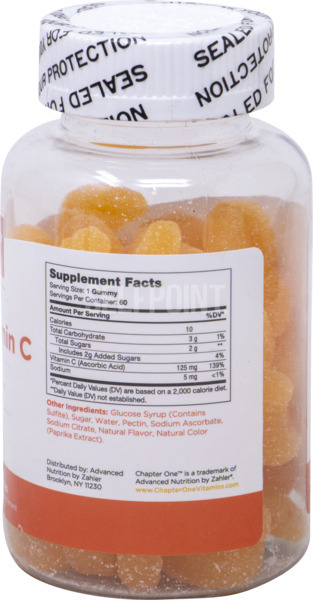 SEALED FOR
YOUR PROTECTION
SEALED FOR
PROTECTION
min C
Supplement Facts
Serving Size: 1 Gummy
Servings Per Container: 60
Amount Per Serving %DV*
Calories 10
Total Carbohydrate 3 g 1%
Total Sugars 2 g **
Includes 2g Added Sugars 4%
Vitamin C (Ascorbic Acid) 125 mg 139%
Sodium 5 mg <1%
*Percent Daily Values (DV) are based on a 2,000 calorie diet.
**Daily Value (DV) not established.
Other Ingredients: Glucose Syrup (Contains
Sulfite), Sugar, Water, Pectin, Sodium Ascorbate,
Sodium Citrate, Natural Flavor, Natural Color
(Paprika Extract).
Distributed by: Advanced
Nutrition by Zahler
Brooklyn, NY 11230
Chapter One™ is a trademark of
Advanced Nutrition by Zahler®.
www.ChapterOneVitamins.com